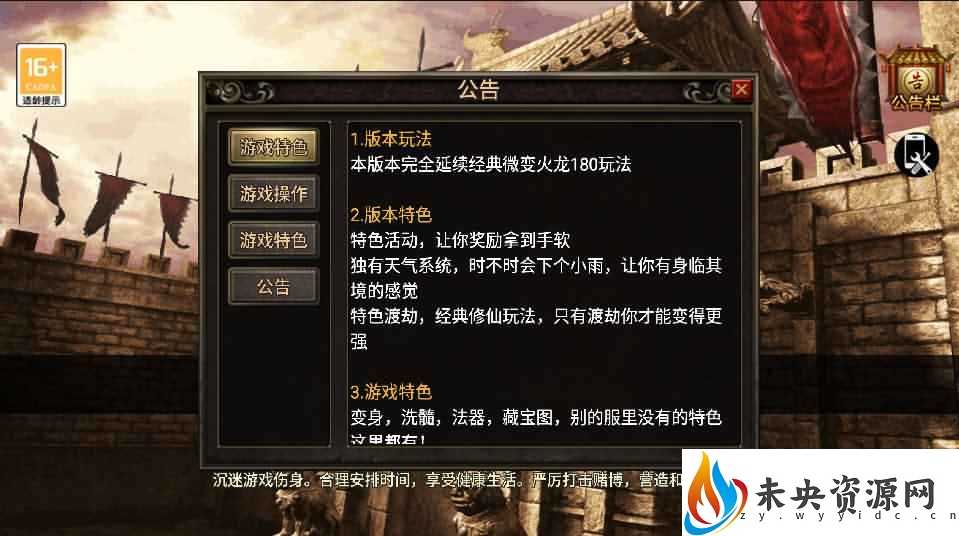 16+
CADPA
适龄提示
公告
告
公告栏
游戏特色
游戏操作
游戏特色
公告
1.版本玩法
本版本完全延续经典微变火龙180玩法
2.版本特色
特色活动，让你奖励拿到手软
独有天气系统，时不时会下个小雨，让你有身临其
境的感觉
特色渡劫，经典修仙玩法，只有渡劫你才能变得更
强
3.游戏特色
变身，洗髓，法器，藏宝图，别的服里没有的特色
这里都有！
沉迷游戏伤身。合理安排时间，享受健康生活。严厉打击赌博，营造和
未央资源网
zy.wyyidc.cn